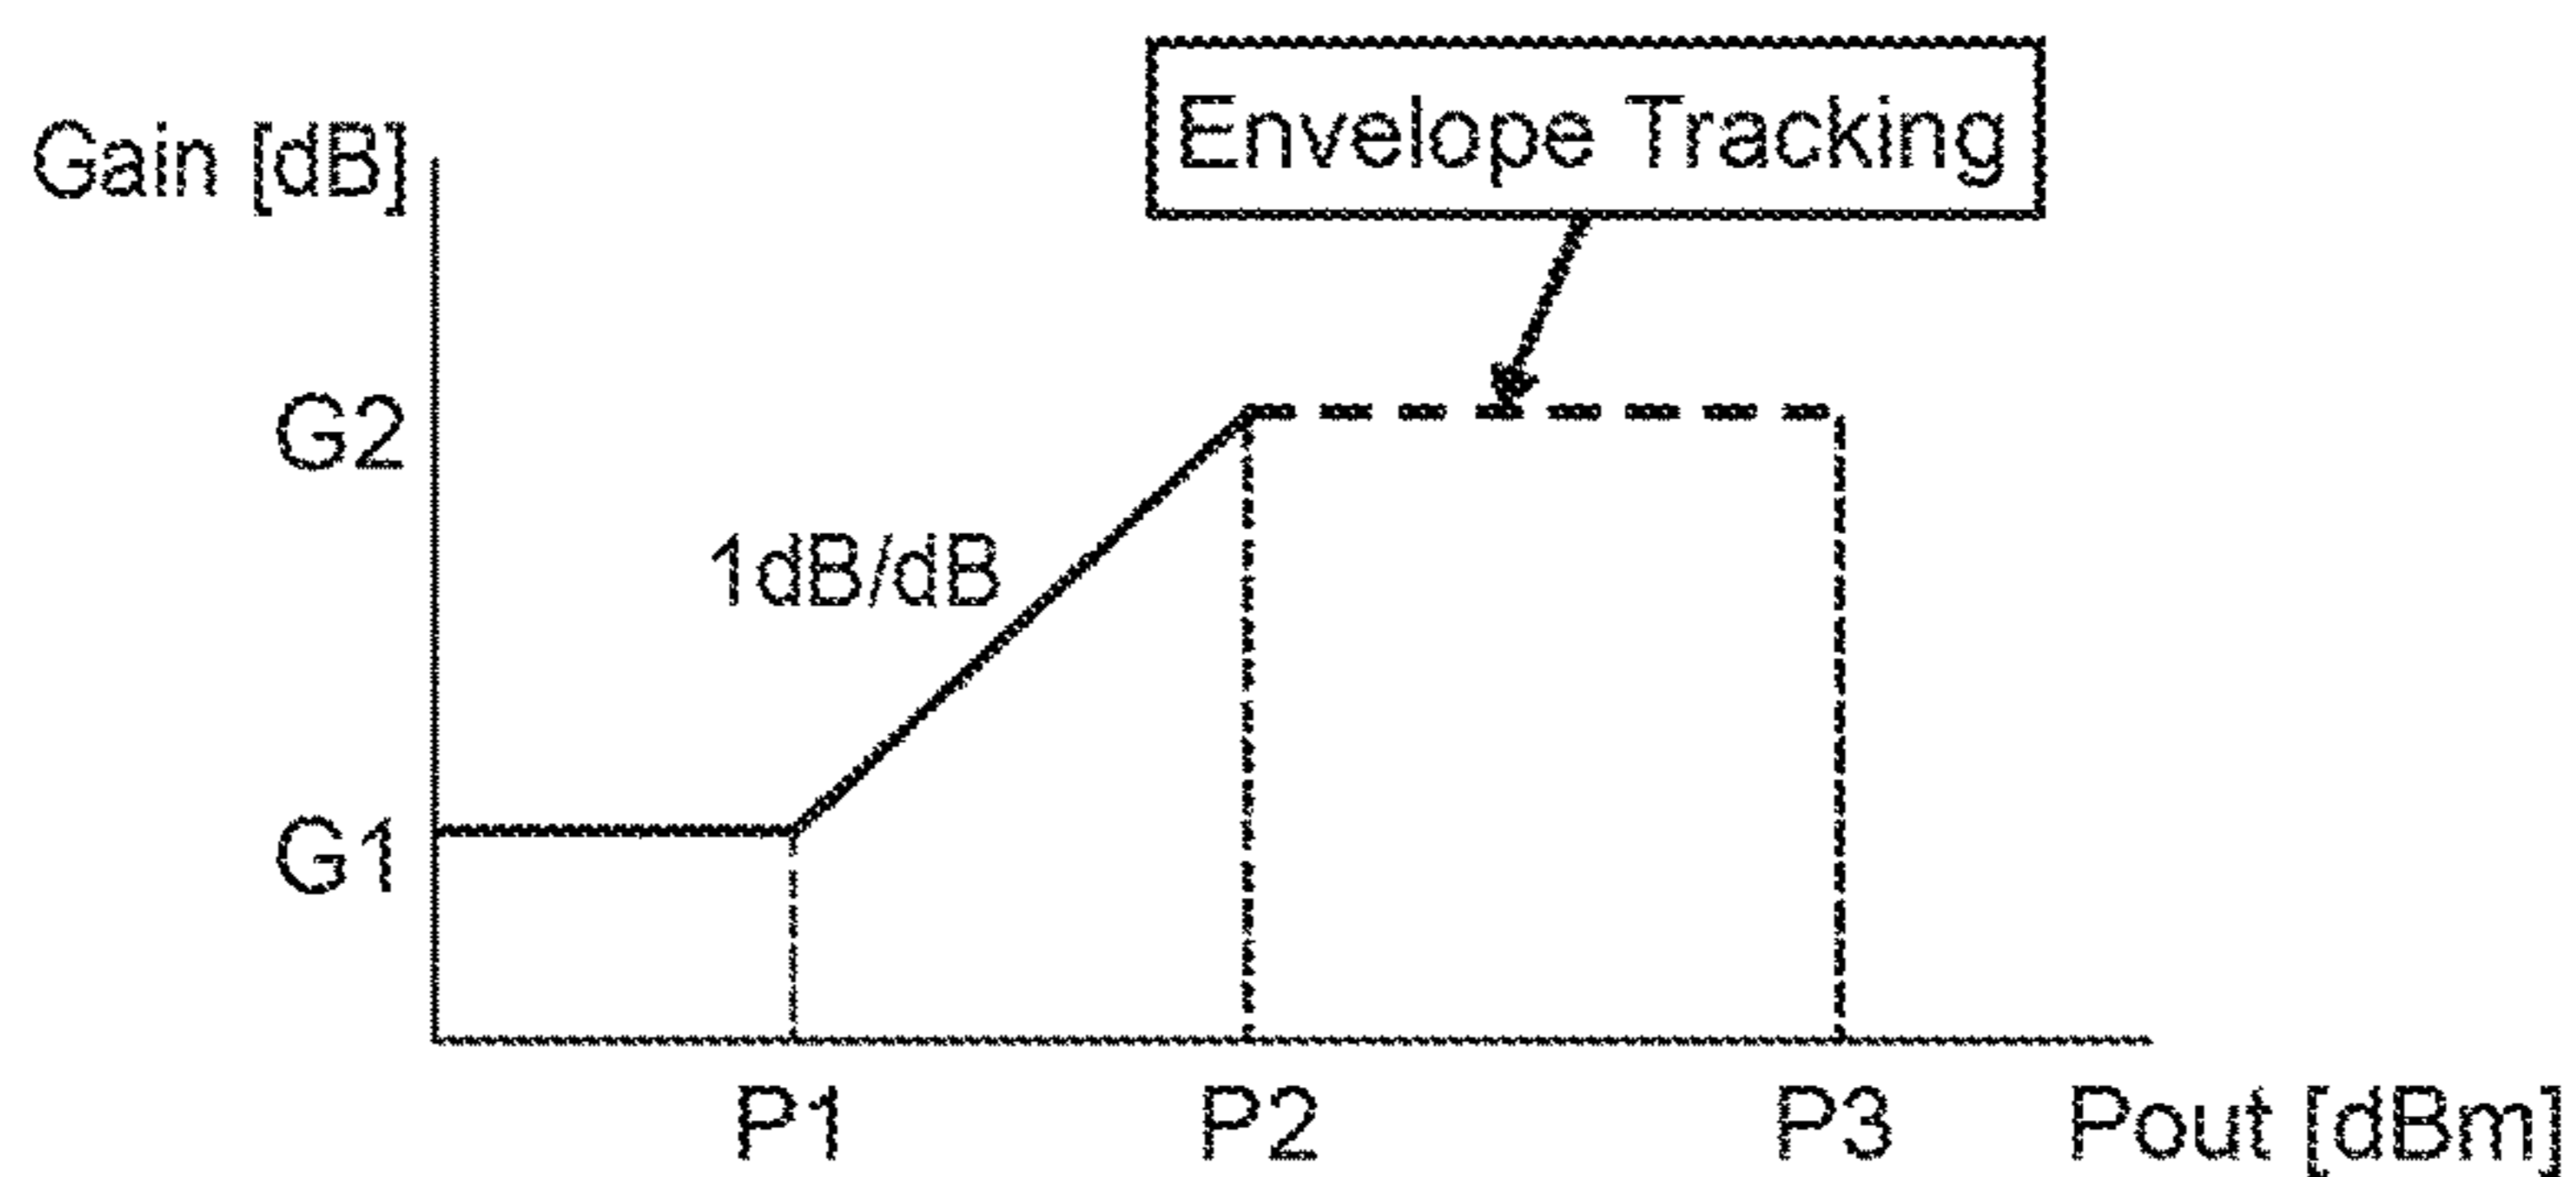 Envelope Tracking
Gain [dB]
G2
1dB/dB
G1
P1
P2
P3
Pout [dBm]